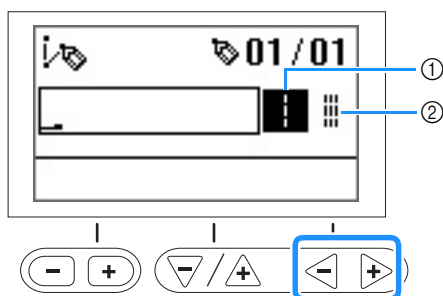 01/01
①
②
- + / + - +